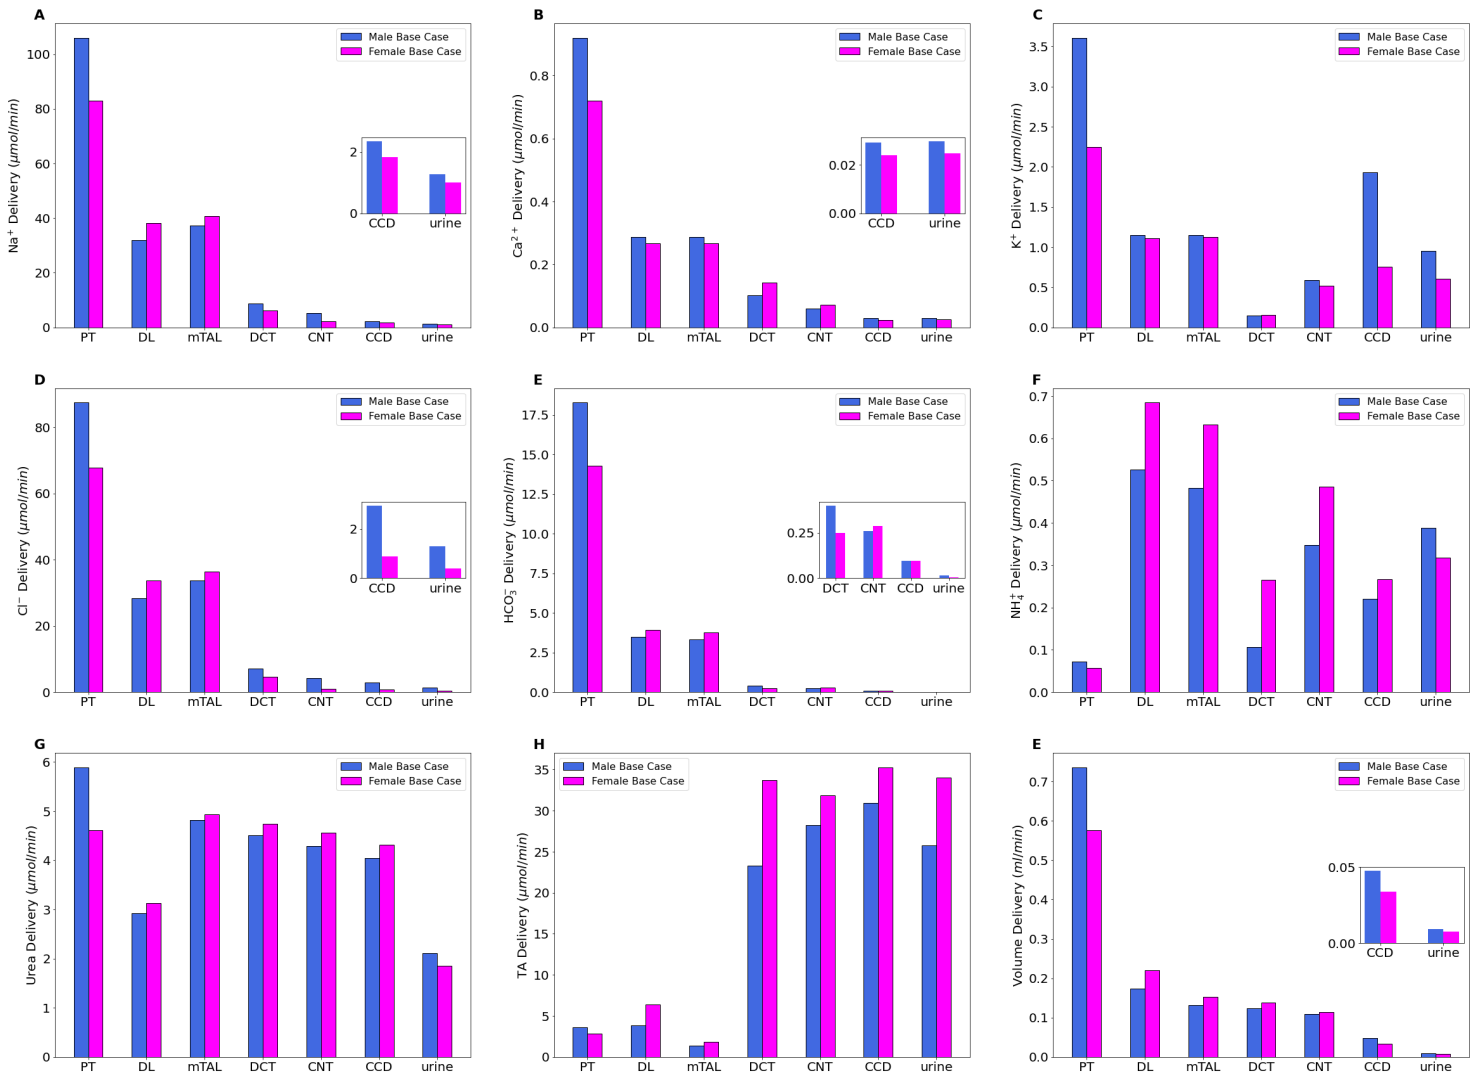 A
Male Base Case
Female Base Case
Na⁺ Delivery (μmol/min)
100
80
60
40
20
0
2
0
CCD urine
PT DL mTAL DCT CNT CCD urine
B
Male Base Case
Female Base Case
Ca²⁺ Delivery (μmol/min)
0.8
0.6
0.4
0.2
0.0
0.02
0.00
CCD urine
PT DL mTAL DCT CNT CCD urine
C
Male Base Case
Female Base Case
K⁺ Delivery (μmol/min)
3.5
3.0
2.5
2.0
1.5
1.0
0.5
0.0
PT DL mTAL DCT CNT CCD urine
D
Male Base Case
Female Base Case
Cl⁻ Delivery (μmol/min)
80
60
40
20
0
2
0
CCD urine
PT DL mTAL DCT CNT CCD urine
E
Male Base Case
Female Base Case
HCO₃⁻ Delivery (μmol/min)
17.5
15.0
12.5
10.0
7.5
5.0
2.5
0.0
0.25
0.00
DCT CNT CCD urine
PT DL mTAL DCT CNT CCD urine
F
Male Base Case
Female Base Case
NH₄⁺ Delivery (μmol/min)
0.7
0.6
0.5
0.4
0.3
0.2
0.1
0.0
PT DL mTAL DCT CNT CCD urine
G
Male Base Case
Female Base Case
Urea Delivery (μmol/min)
6
5
4
3
2
1
0
PT DL mTAL DCT CNT CCD urine
H
Male Base Case
Female Base Case
TA Delivery (μmol/min)
35
30
25
20
15
10
5
0
PT DL mTAL DCT CNT CCD urine
E
Male Base Case
Female Base Case
Volume Delivery (ml/min)
0.7
0.6
0.5
0.4
0.3
0.2
0.1
0.0
0.05
0.00
CCD urine
PT DL mTAL DCT CNT CCD urine